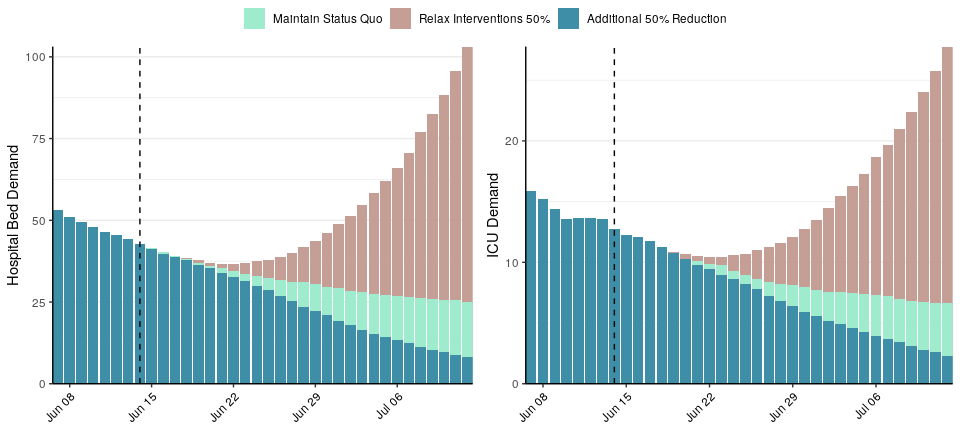 Maintain Status Quo Relax Interventions 50% Additional 50% Reduction
Hospital Bed Demand
100
75
50
25
0
Jun 08 Jun 15 Jun 22 Jun 29 Jul 06
ICU Demand
20
10
0
Jun 08 Jun 15 Jun 22 Jun 29 Jul 06